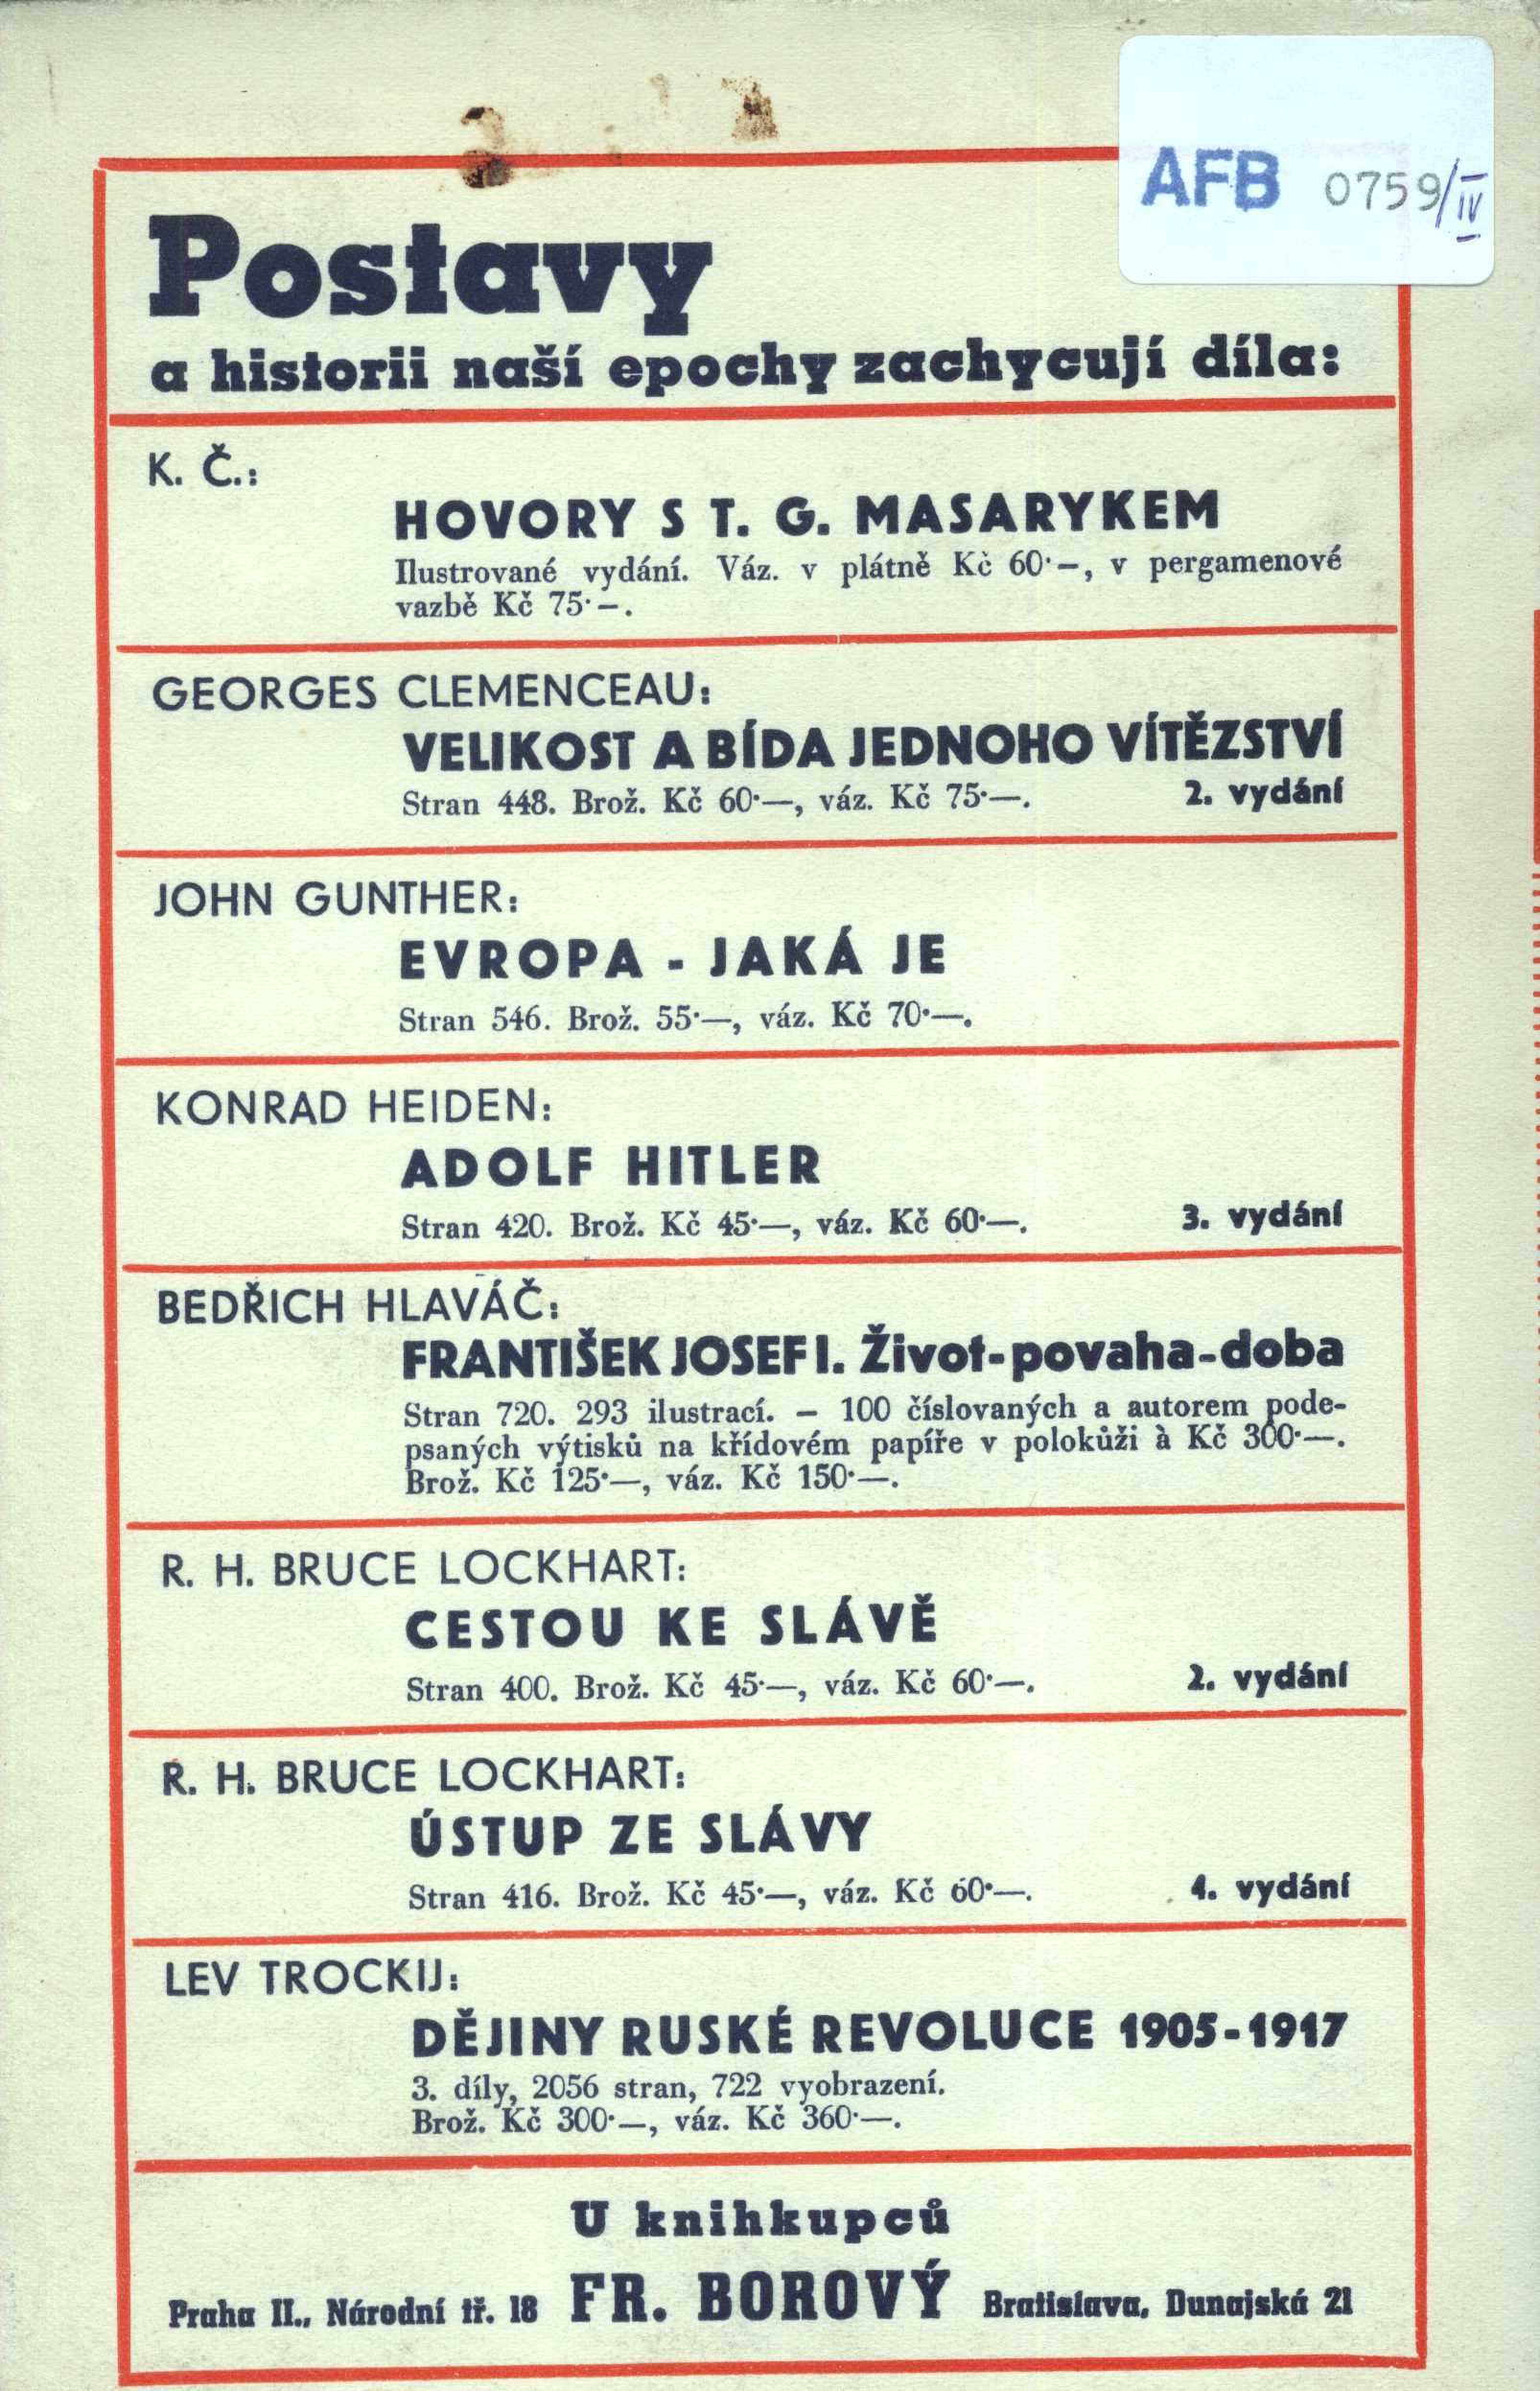 AFB 0759/IV
Postavy
a historii naší epochy zachycují díla:
K. Č.:
HOVORY S T. G. MASARYKEM
Ilustrované vydání. Váz. v plátně Kč 60·–, v pergamenové
vazbě Kč 75·–.
GEORGES CLEMENCEAU:
VELIKOST A BÍDA JEDNOHO VÍTĚZSTVÍ
Stran 448. Brož. Kč 60·—, váz. Kč 75·—. 2. vydání
JOHN GUNTHER:
EVROPA - JAKÁ JE
Stran 546. Brož. 55·—, váz. Kč 70·—.
KONRAD HEIDEN:
ADOLF HITLER
Stran 420. Brož. Kč 45·—, váz. Kč 60·—. 3. vydání
BEDŘICH HLAVÁČ:
FRANTIŠEK JOSEF I. Život-povaha-doba
Stran 720. 293 ilustrací. – 100 číslovaných a autorem pode-
psaných výtisků na křídovém papíře v polokůži à Kč 300·—.
Brož. Kč 125·—, váz. Kč 150·—.
R. H. BRUCE LOCKHART:
CESTOU KE SLÁVĚ
Stran 400. Brož. Kč 45·—, váz. Kč 60·—. 2. vydání
R. H. BRUCE LOCKHART:
ÚSTUP ZE SLÁVY
Stran 416. Brož. Kč 45·—, váz. Kč 60·—. 4. vydání
LEV TROCKIJ:
DĚJINY RUSKÉ REVOLUCE 1905-1917
3. díly, 2056 stran, 722 vyobrazení.
Brož. Kč 300·—, váz. Kč 360·—.
U knihkupců
Praha II., Národní tř. 18 FR. BOROVÝ Bratislava, Dunajská 21